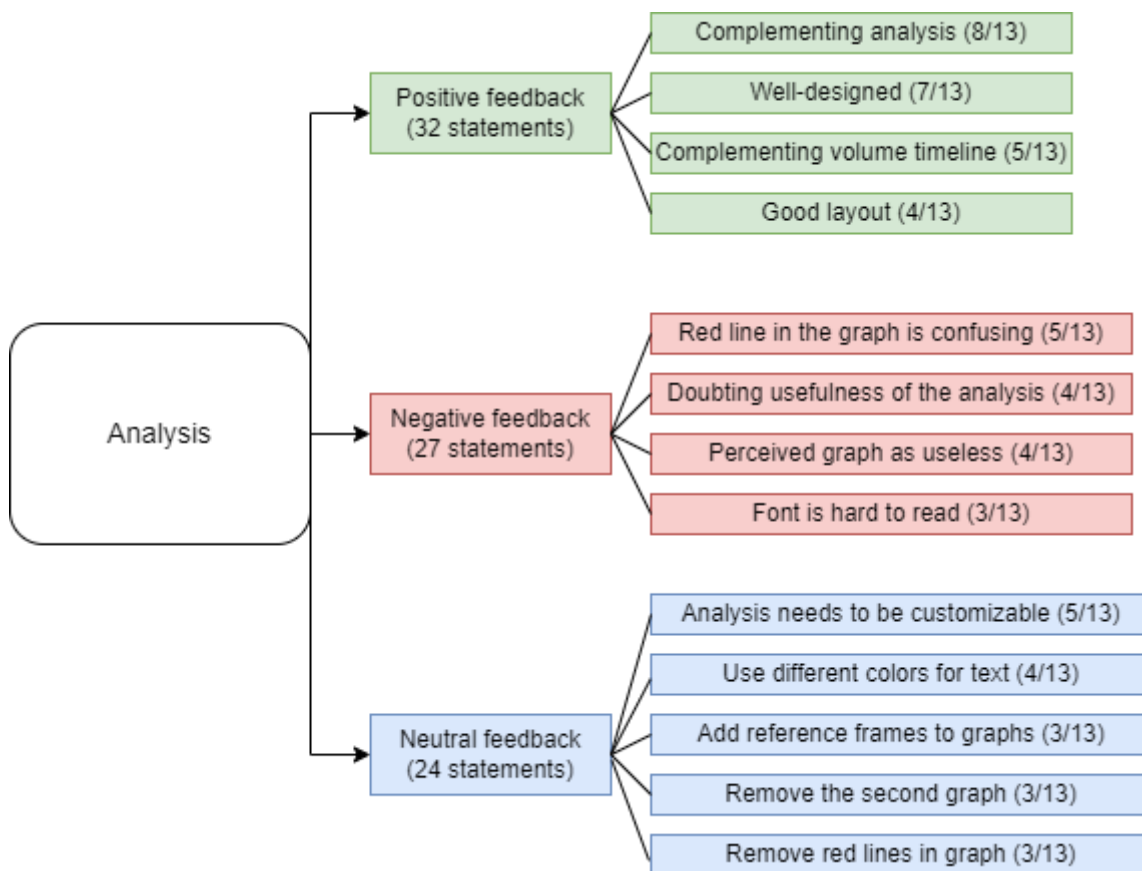 Analysis
Positive feedback
(32 statements)
Complementing analysis (8/13)
Well-designed (7/13)
Complementing volume timeline (5/13)
Good layout (4/13)
Negative feedback
(27 statements)
Red line in the graph is confusing (5/13)
Doubting usefulness of the analysis (4/13)
Perceived graph as useless (4/13)
Font is hard to read (3/13)
Neutral feedback
(24 statements)
Analysis needs to be customizable (5/13)
Use different colors for text (4/13)
Add reference frames to graphs (3/13)
Remove the second graph (3/13)
Remove red lines in graph (3/13)